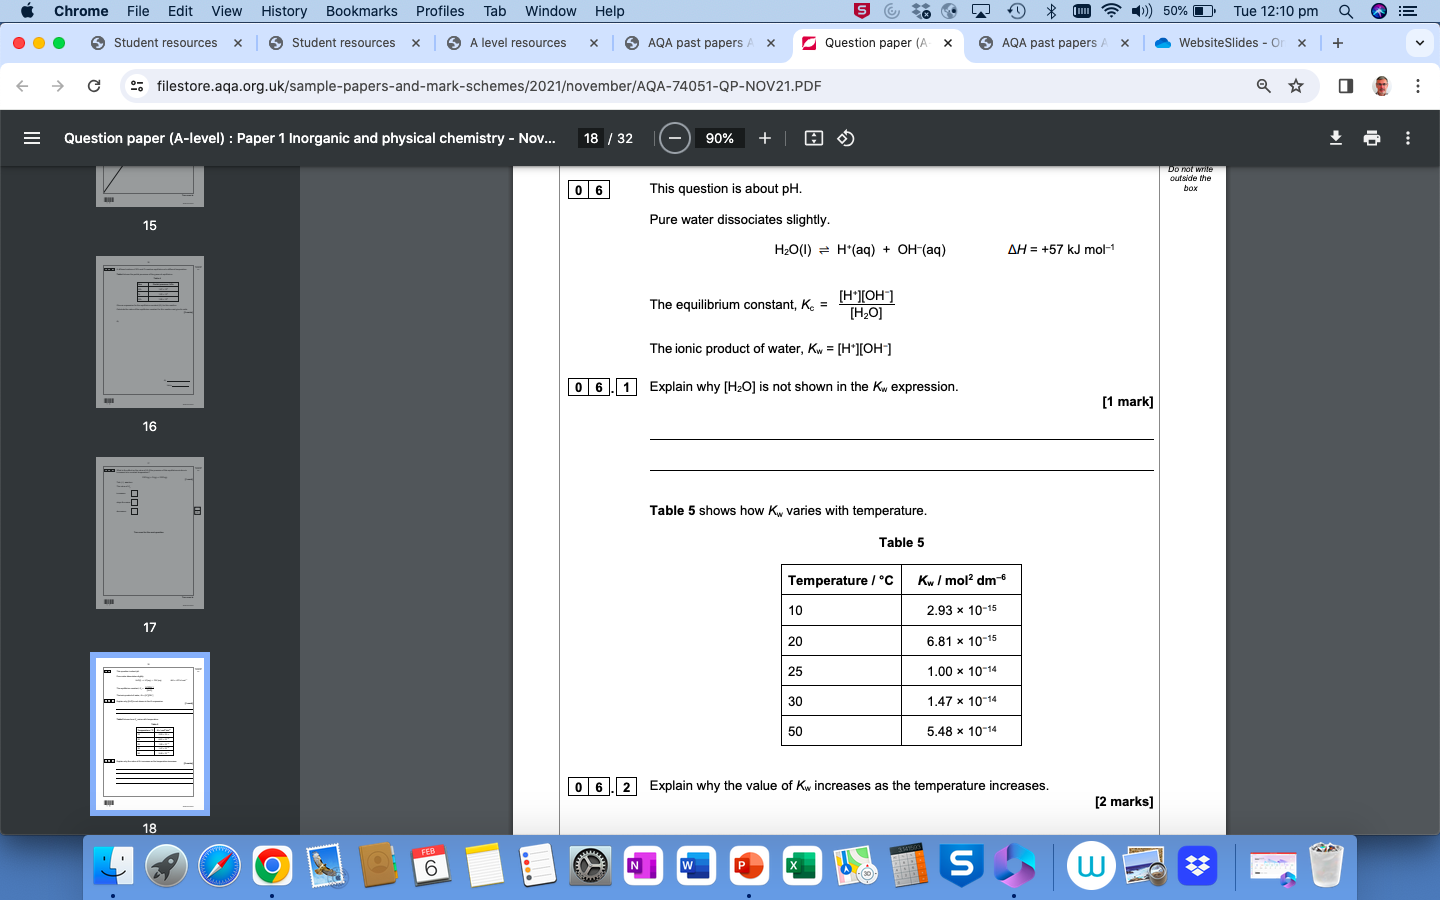 Chrome File Edit View History Bookmarks Profiles Tab Window Help 50% Tue 12:10 pm
Student resources Student resources A level resources AQA past papers A Question paper (A- AQA past papers A WebsiteSlides - Or
filestore.aqa.org.uk/sample-papers-and-mark-schemes/2021/november/AQA-74051-QP-NOV21.PDF
Question paper (A-level) : Paper 1 Inorganic and physical chemistry - Nov... 18 / 32 90%
15
16
17
18
Do not write
outside the
box
0 6 This question is about pH.
Pure water dissociates slightly.
H₂O(l) ⇌ H⁺(aq) + OH⁻(aq) ΔH = +57 kJ mol⁻¹
The equilibrium constant, Kc = [H⁺][OH⁻]
[H₂O]
The ionic product of water, Kw = [H⁺][OH⁻]
0 6 . 1 Explain why [H₂O] is not shown in the Kw expression.
[1 mark]
Table 5 shows how Kw varies with temperature.
Table 5
Temperature / °C Kw / mol² dm⁻⁶
10 2.93 × 10⁻¹⁵
20 6.81 × 10⁻¹⁵
25 1.00 × 10⁻¹⁴
30 1.47 × 10⁻¹⁴
50 5.48 × 10⁻¹⁴
0 6 . 2 Explain why the value of Kw increases as the temperature increases.
[2 marks]
FEB
6
N
W
P
X
3D
S
W